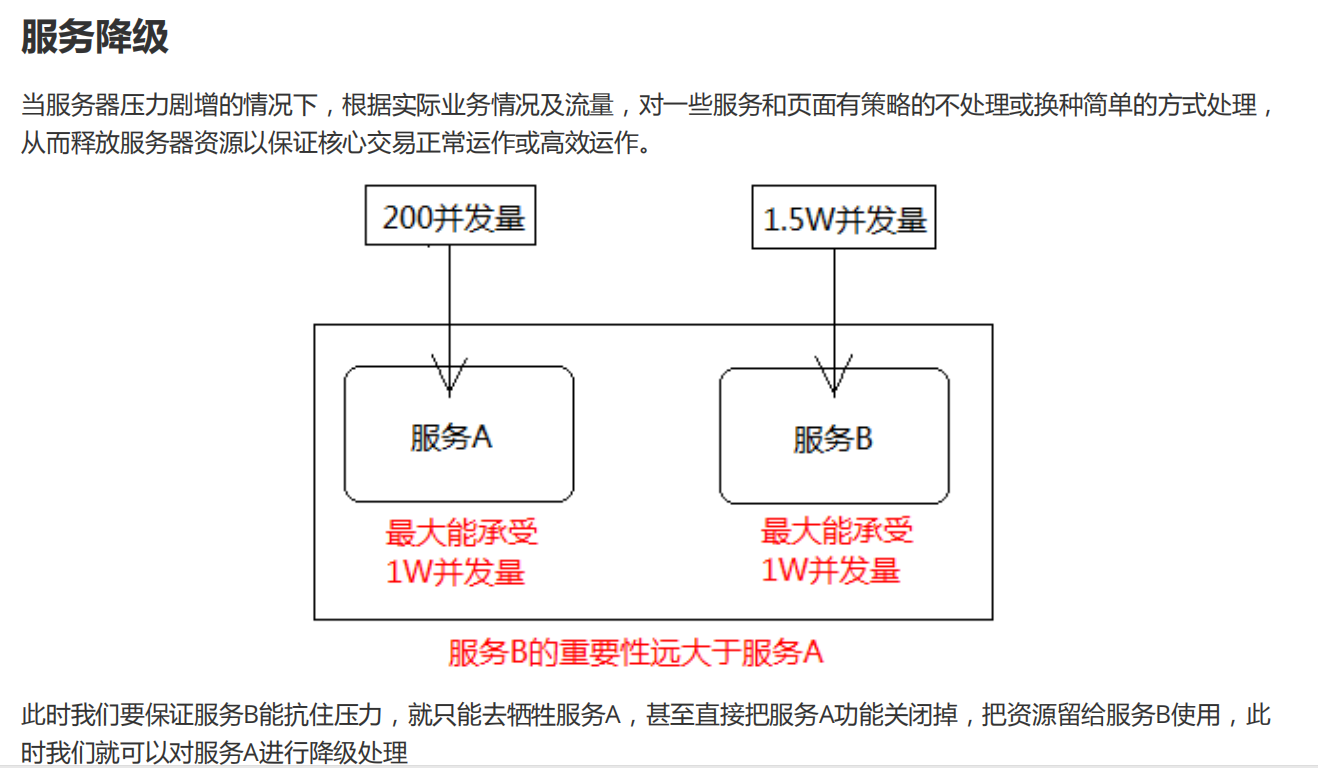 服务降级
当服务器压力剧增的情况下，根据实际业务情况及流量，对一些服务和页面有策略的不处理或换种简单的方式处理，
从而释放服务器资源以保证核心交易正常运作或高效运作。
200并发量
1.5W并发量
服务A
服务B
最大能承受
1W并发量
最大能承受
1W并发量
服务B的重要性远大于服务A
此时我们要保证服务B能抗住压力，就只能去牺牲服务A，甚至直接把服务A功能关闭掉，把资源留给服务B使用，此
时我们就可以对服务A进行降级处理